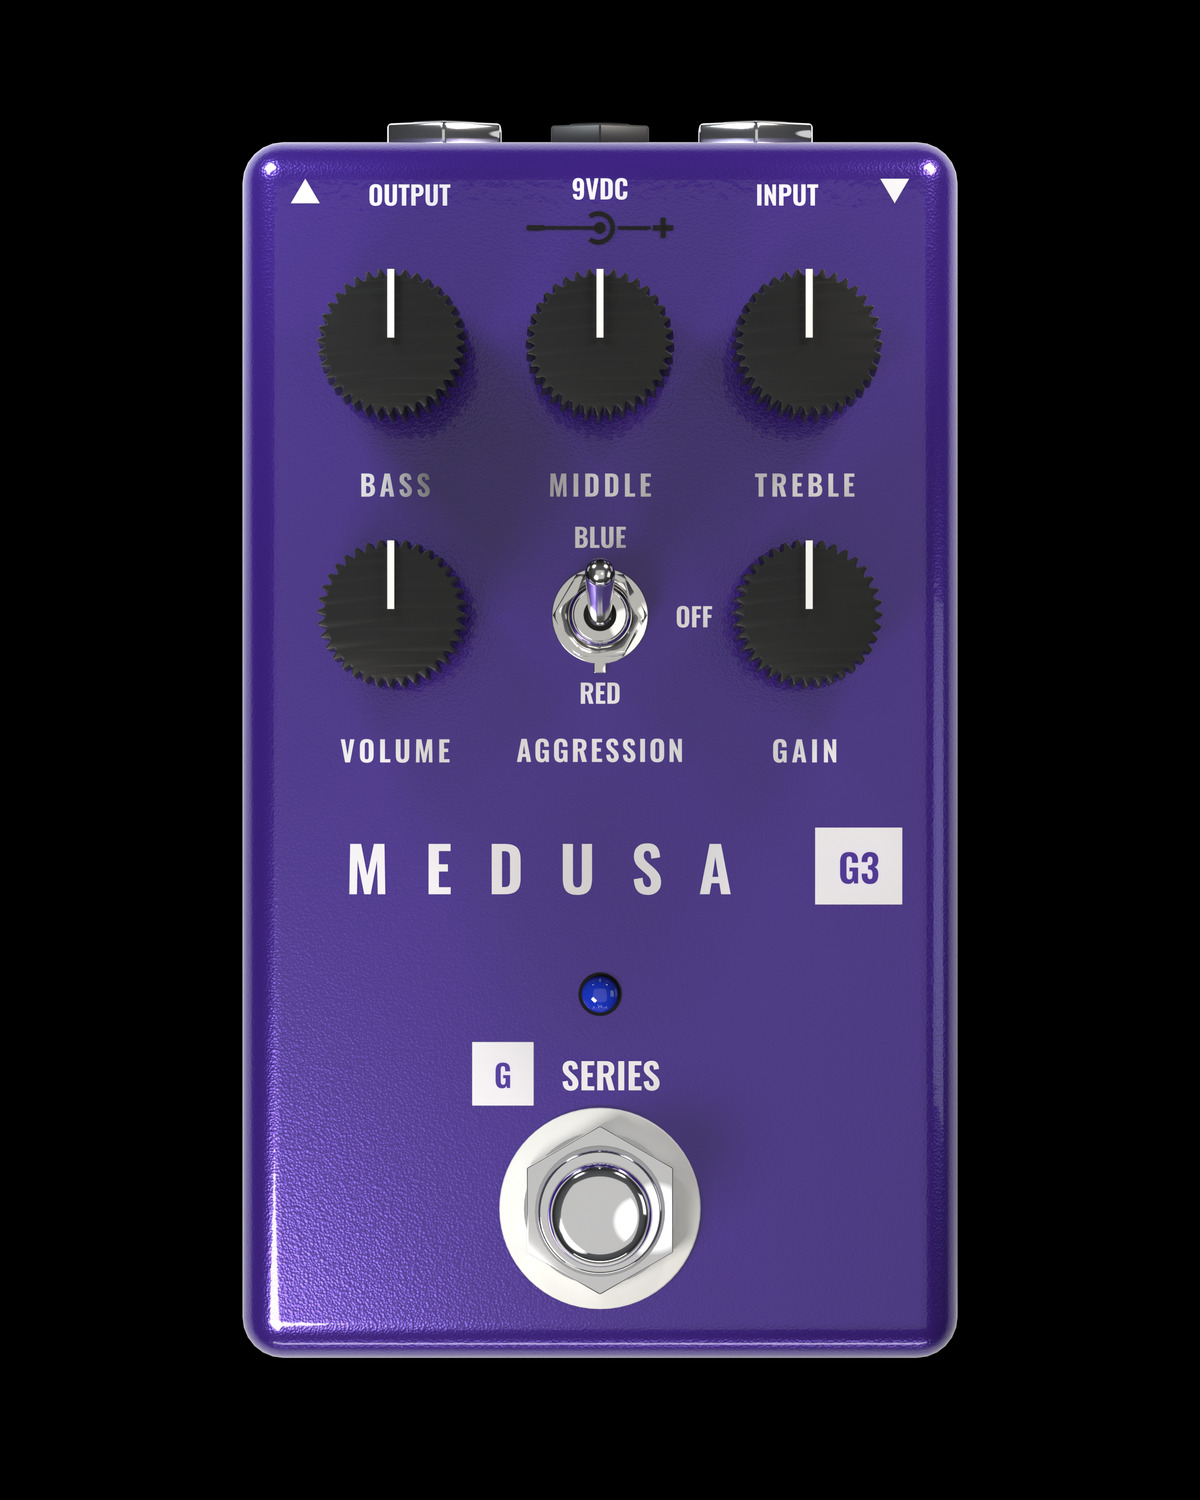 OUTPUT 9VDC INPUT
BASS MIDDLE TREBLE
BLUE
OFF
RED
VOLUME AGGRESSION GAIN
MEDUSA G3
G SERIES